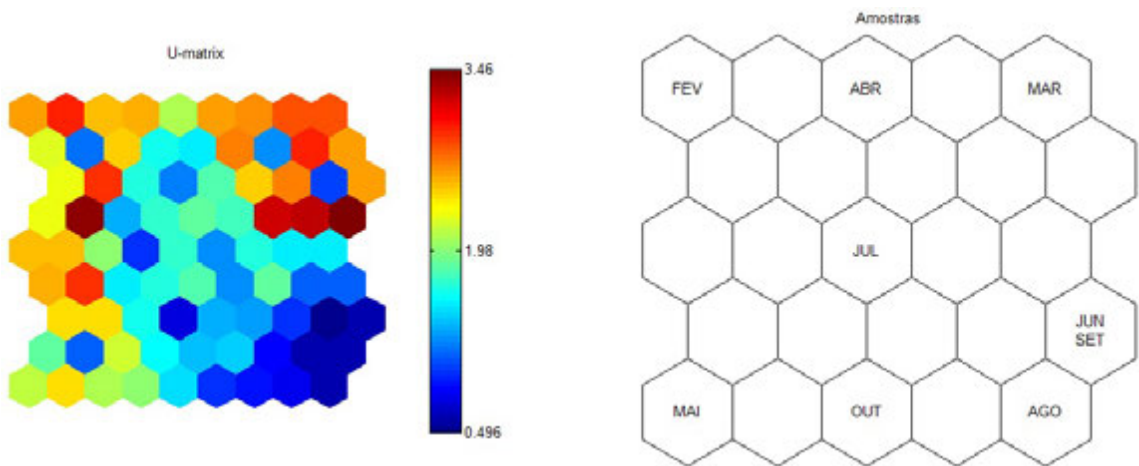 U-matrix
3.46
1.98
0.496
Amostras
FEV ABR MAR
JUL
JUN
SET
MAI OUT AGO